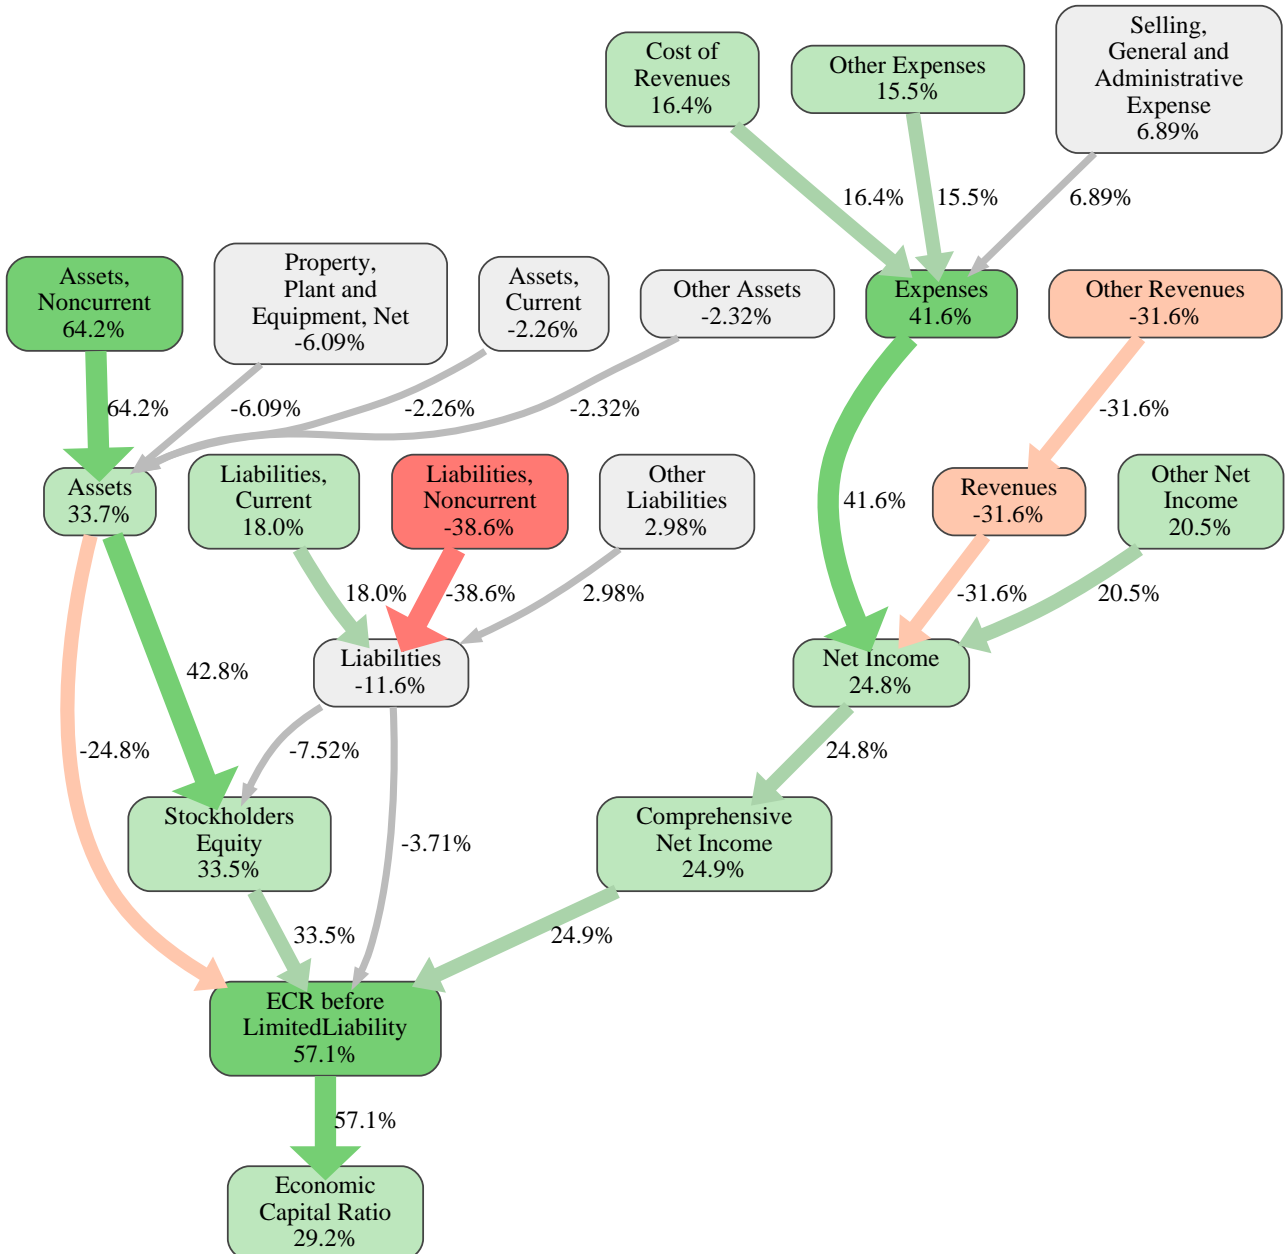 Cost of
Revenues
16.4%
Other Expenses
15.5%
Selling,
General and
Administrative
Expense
6.89%
16.4%
15.5%
6.89%
Assets,
Noncurrent
64.2%
Property,
Plant and
Equipment, Net
-6.09%
Assets,
Current
-2.26%
Other Assets
-2.32%
Expenses
41.6%
Other Revenues
-31.6%
64.2%
-6.09%
-2.26%
-2.32%
-31.6%
Assets
33.7%
Liabilities,
Current
18.0%
Liabilities,
Noncurrent
-38.6%
Other
Liabilities
2.98%
41.6%
Revenues
-31.6%
Other Net
Income
20.5%
18.0%
-38.6%
2.98%
-31.6%
20.5%
42.8%
Liabilities
-11.6%
Net Income
24.8%
-24.8%
-7.52%
24.8%
Stockholders
Equity
33.5%
-3.71%
Comprehensive
Net Income
24.9%
33.5%
24.9%
ECR before
LimitedLiability
57.1%
57.1%
Economic
Capital Ratio
29.2%